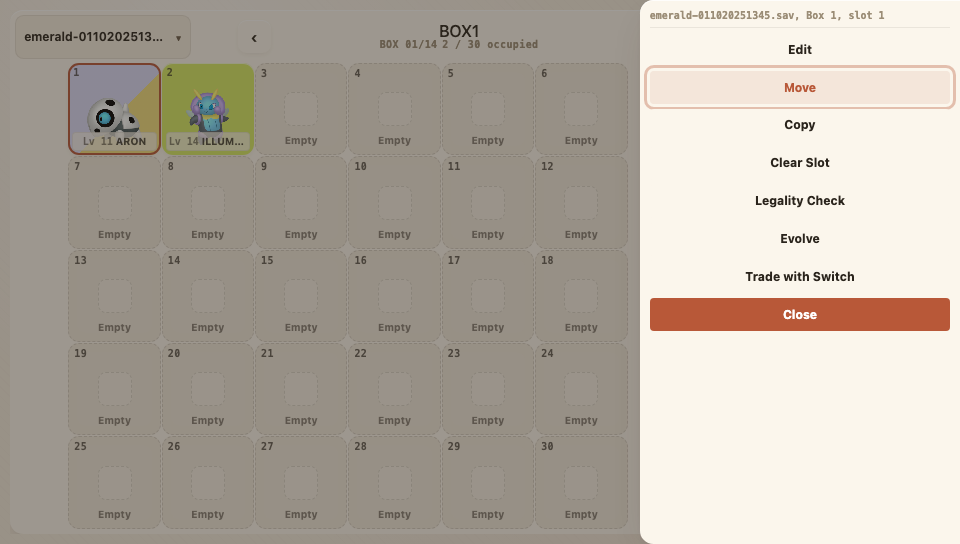 emerald-0110202513... ▾
‹
BOX1
BOX 01/14 2 / 30 occupied
1
Lv 11 ARON
2
Lv 14 ILLUM...
3
Empty
4
Empty
5
Empty
6
Empty
7
Empty
8
Empty
9
Empty
10
Empty
11
Empty
12
Empty
13
Empty
14
Empty
15
Empty
16
Empty
17
Empty
18
Empty
19
Empty
20
Empty
21
Empty
22
Empty
23
Empty
24
Empty
25
Empty
26
Empty
27
Empty
28
Empty
29
Empty
30
Empty
emerald-011020251345.sav, Box 1, slot 1
Edit
Move
Copy
Clear Slot
Legality Check
Evolve
Trade with Switch
Close